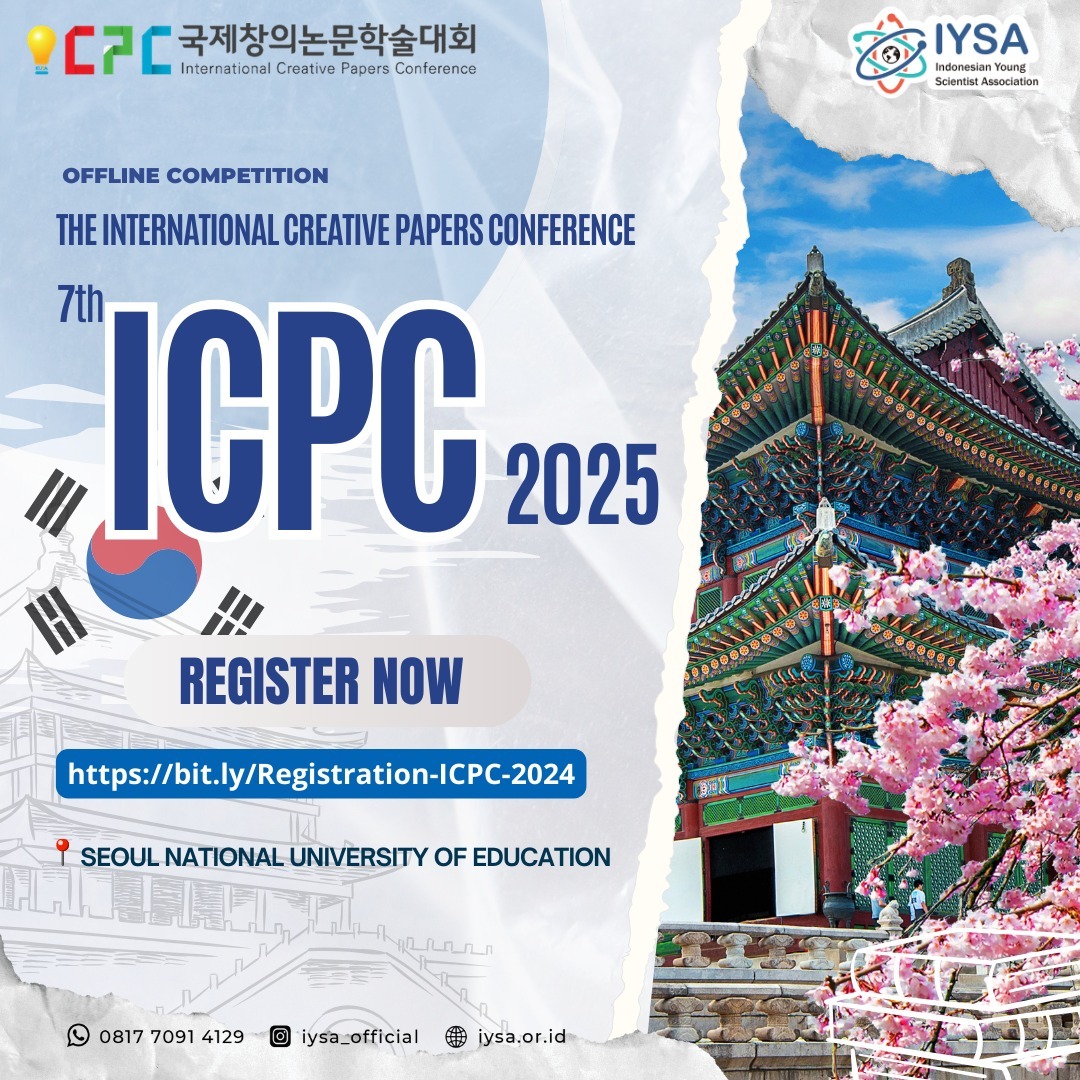 ICPC 국제창의논문학술대회
International Creative Papers Conference
IYSA
Indonesian Young
Scientist Association
OFFLINE COMPETITION
THE INTERNATIONAL CREATIVE PAPERS CONFERENCE
7th
ICPC 2025
REGISTER NOW
https://bit.ly/Registration-ICPC-2024
SEOUL NATIONAL UNIVERSITY OF EDUCATION
0817 7091 4129 iysa_official iysa.or.id